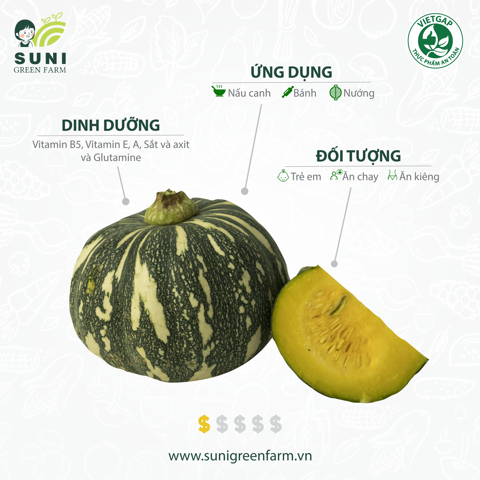 SUNI
GREEN FARM
VIETGAP
THỰC PHẨM AN TOÀN
ỨNG DỤNG
Nấu canh Bánh Nướng
DINH DƯỠNG
Vitamin B5, Vitamin E, A, Sắt và axit
và Glutamine
ĐỐI TƯỢNG
Trẻ em Ăn chay Ăn kiêng
$ $ $ $ $
www.sunigreenfarm.vn